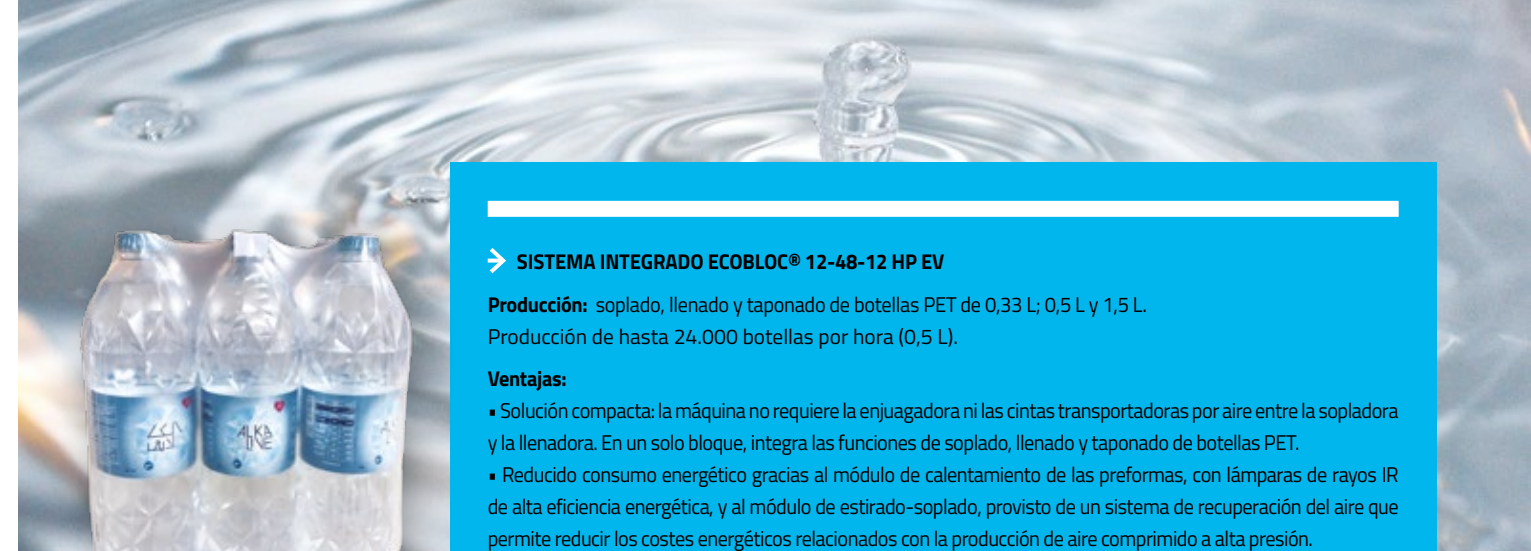 SISTEMA INTEGRADO ECOBLOC® 12-48-12 HP EV
Producción: soplado, llenado y taponado de botellas PET de 0,33 L; 0,5 L y 1,5 L.
Producción de hasta 24.000 botellas por hora (0,5 L).
Ventajas:
▪ Solución compacta: la máquina no requiere la enjuagadora ni las cintas transportadoras por aire entre la sopladora
y la llenadora. En un solo bloque, integra las funciones de soplado, llenado y taponado de botellas PET.
▪ Reducido consumo energético gracias al módulo de calentamiento de las preformas, con lámparas de rayos IR
de alta eficiencia energética, y al módulo de estirado-soplado, provisto de un sistema de recuperación del aire que
permite reducir los costes energéticos relacionados con la producción de aire comprimido a alta presión.
ALKA